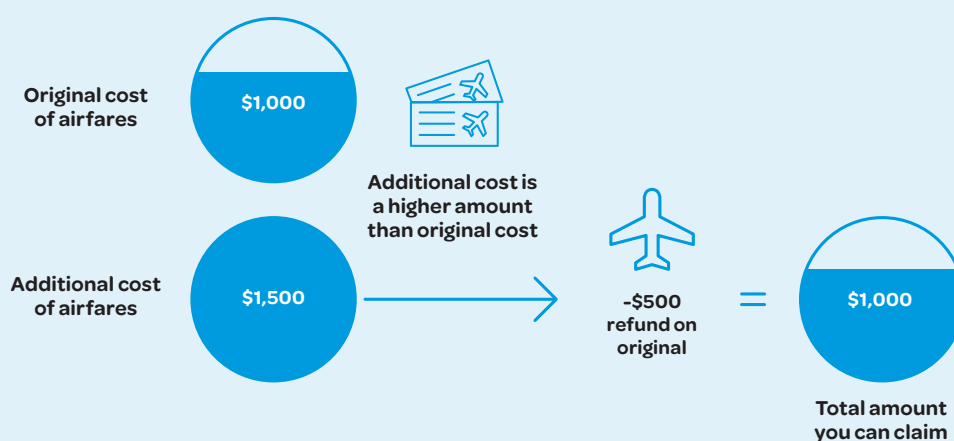 Original cost
of airfares
$1,000
Additional cost is
a higher amount
than original cost
Additional cost
of airfares
$1,500
-$500
refund on
original
=
$1,000
Total amount
you can claim